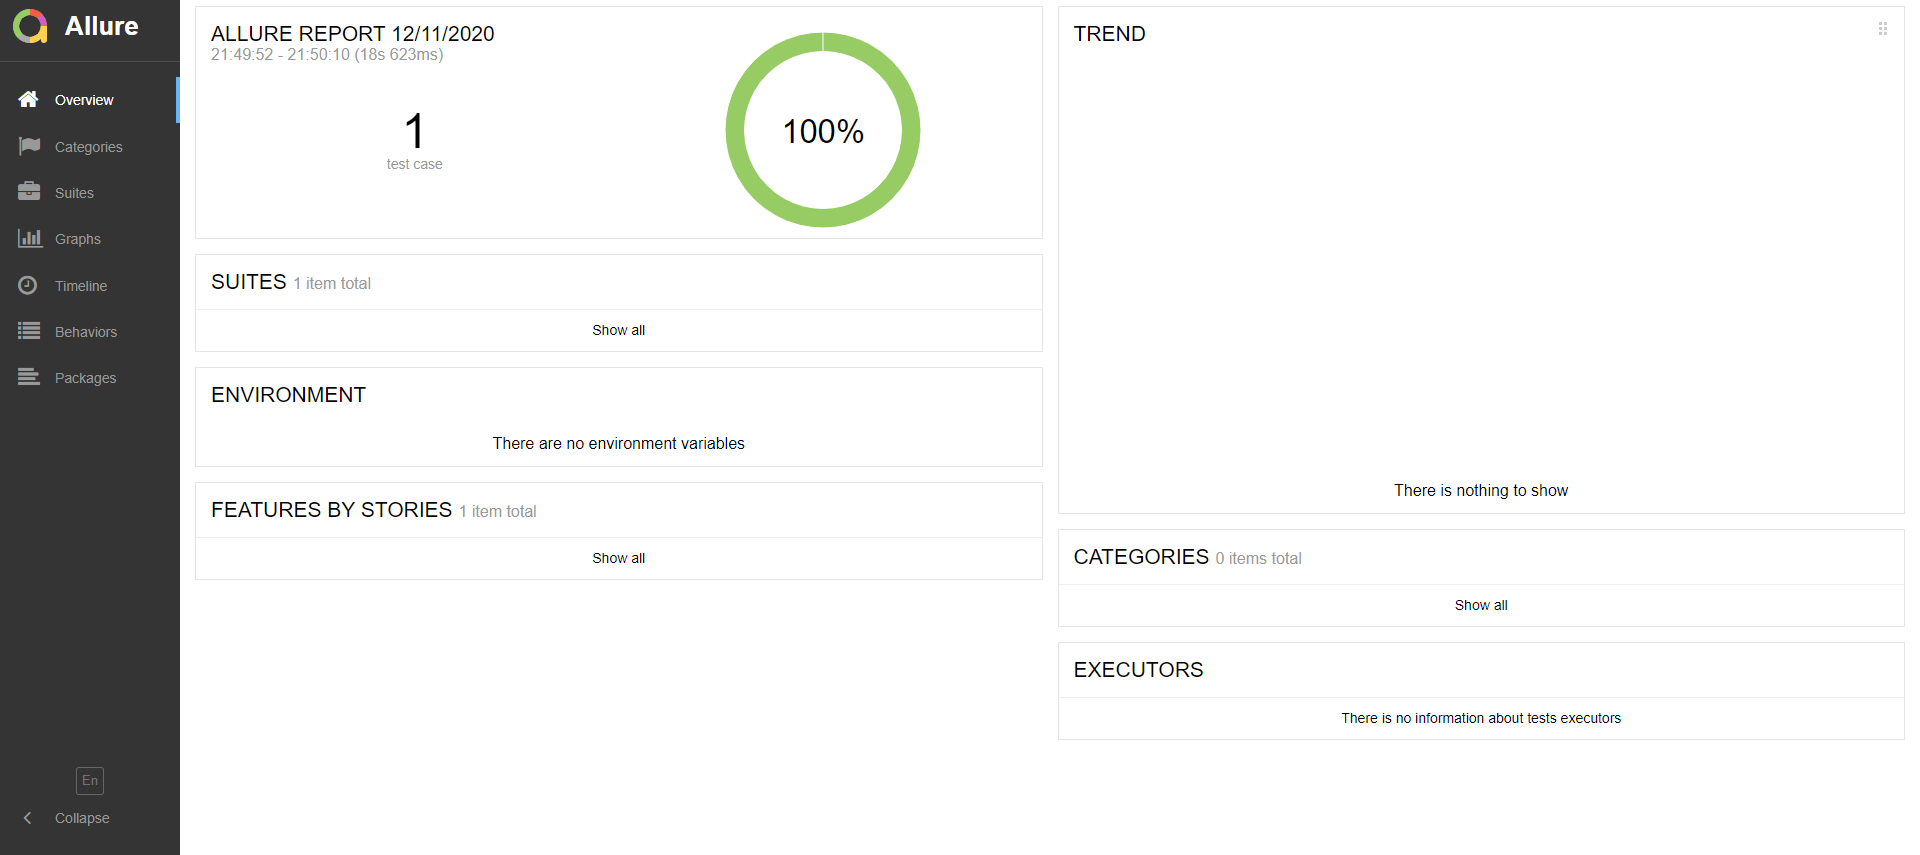 Allure
Overview
Categories
Suites
Graphs
Timeline
Behaviors
Packages
En
Collapse
ALLURE REPORT 12/11/2020
21:49:52 - 21:50:10 (18s 623ms)
1
test case
100%
SUITES 1 item total
Show all
ENVIRONMENT
There are no environment variables
FEATURES BY STORIES 1 item total
Show all
TREND
There is nothing to show
CATEGORIES 0 items total
Show all
EXECUTORS
There is no information about tests executors